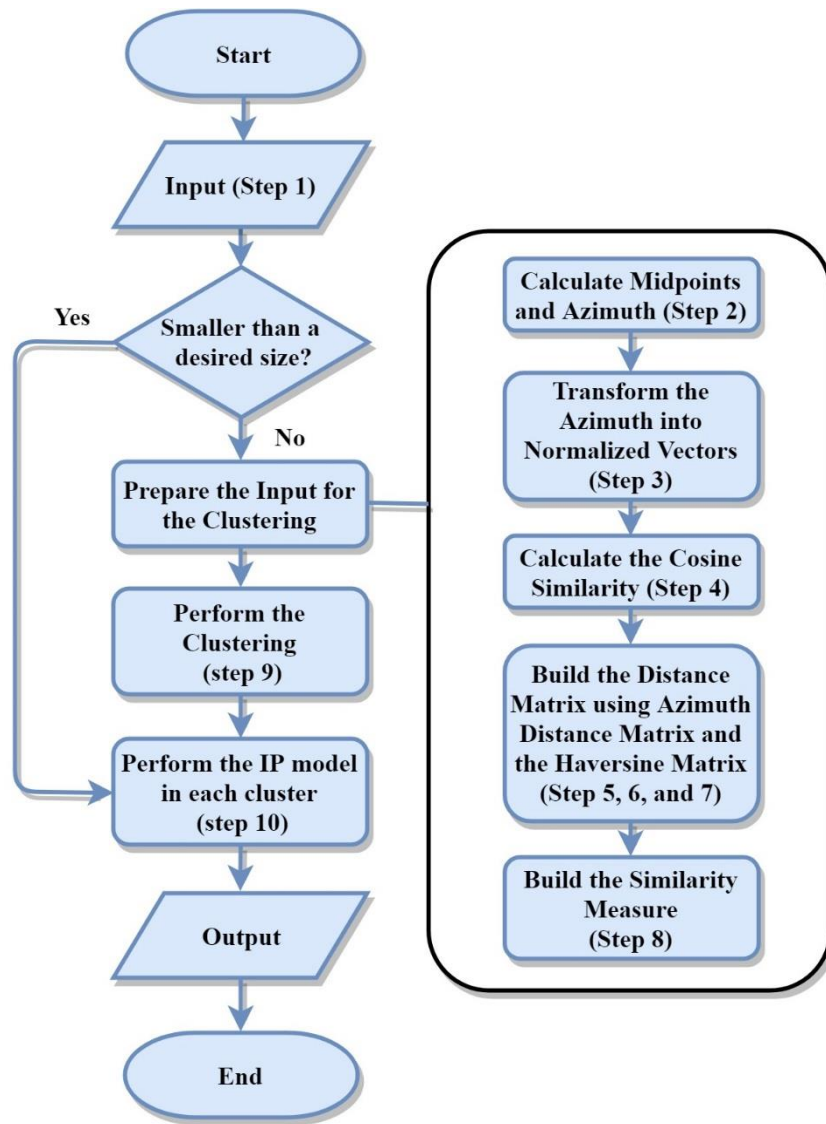 Start
Input (Step 1)
Smaller than a
desired size?
Yes
No
Prepare the Input for
the Clustering
Perform the
Clustering
(step 9)
Perform the IP model
in each cluster
(step 10)
Output
End
Calculate Midpoints
and Azimuth (Step 2)
Transform the
Azimuth into
Normalized Vectors
(Step 3)
Calculate the Cosine
Similarity (Step 4)
Build the Distance
Matrix using Azimuth
Distance Matrix and
the Haversine Matrix
(Step 5, 6, and 7)
Build the Similarity
Measure
(Step 8)